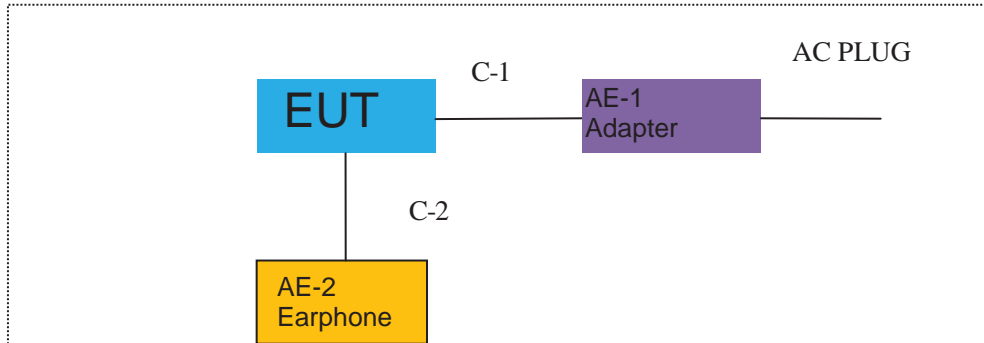 AC PLUG
C-1
EUT
AE-1
Adapter
C-2
AE-2
Earphone